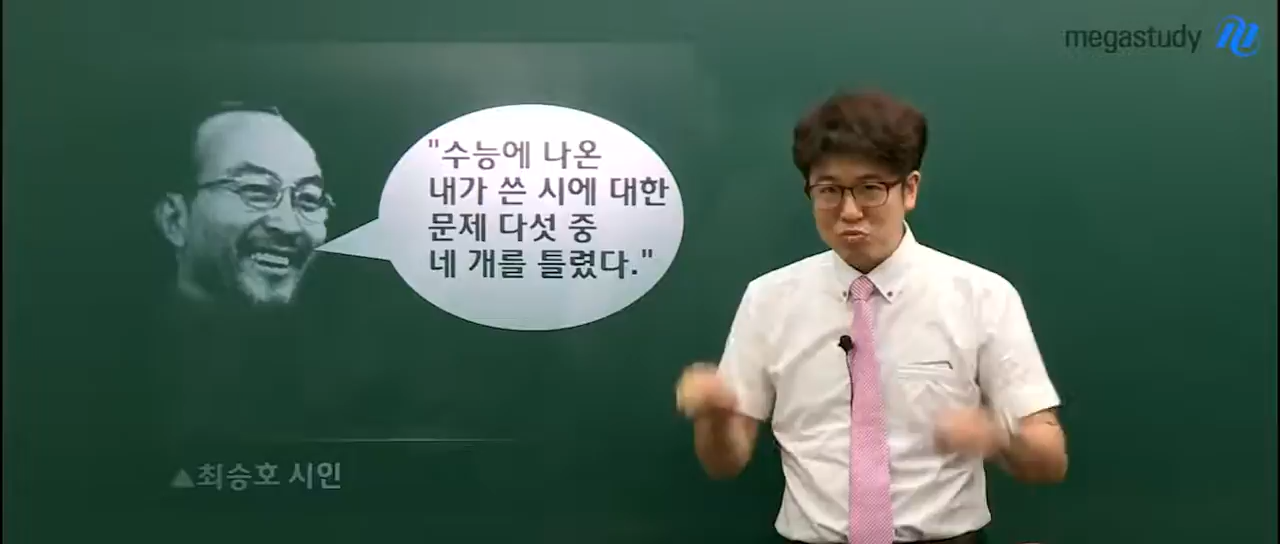 megastudy
"수능에 나온
내가 쓴 시에 대한
문제 다섯 중
네 개를 틀렸다."
▲최승호 시인